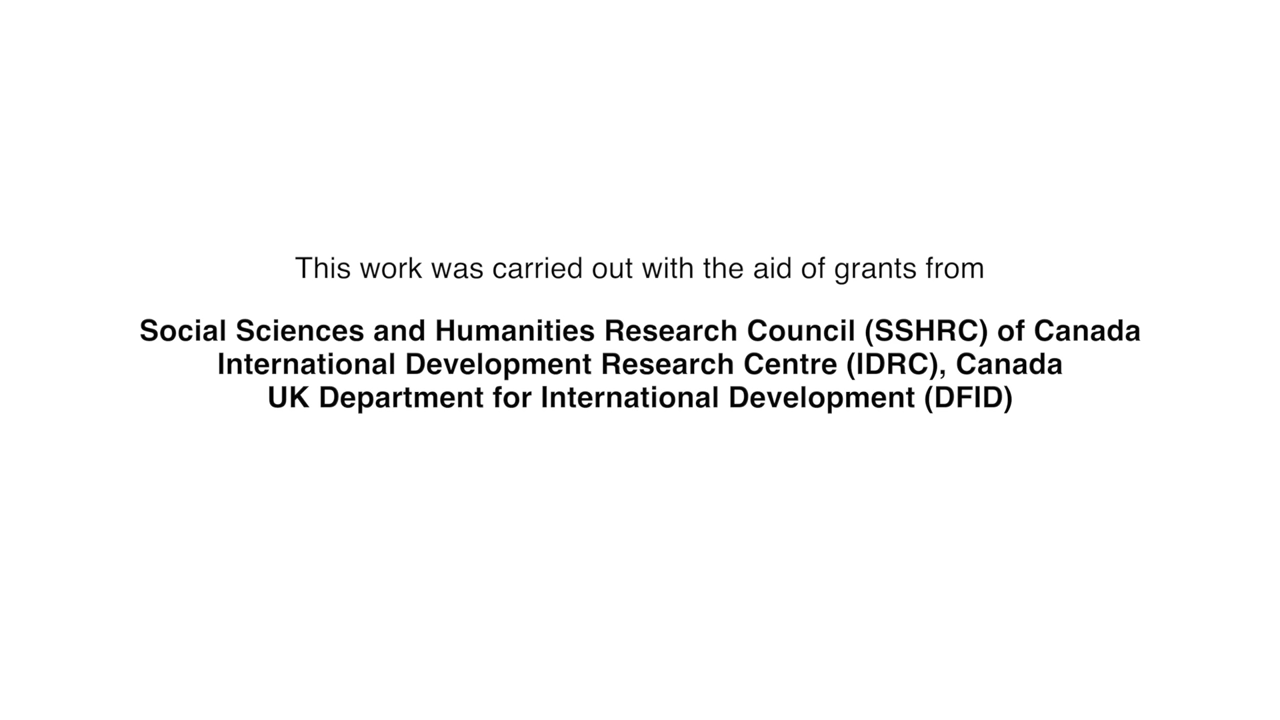 This work was carried out with the aid of grants from
Social Sciences and Humanities Research Council (SSHRC) of Canada
International Development Research Centre (IDRC), Canada
UK Department for International Development (DFID)